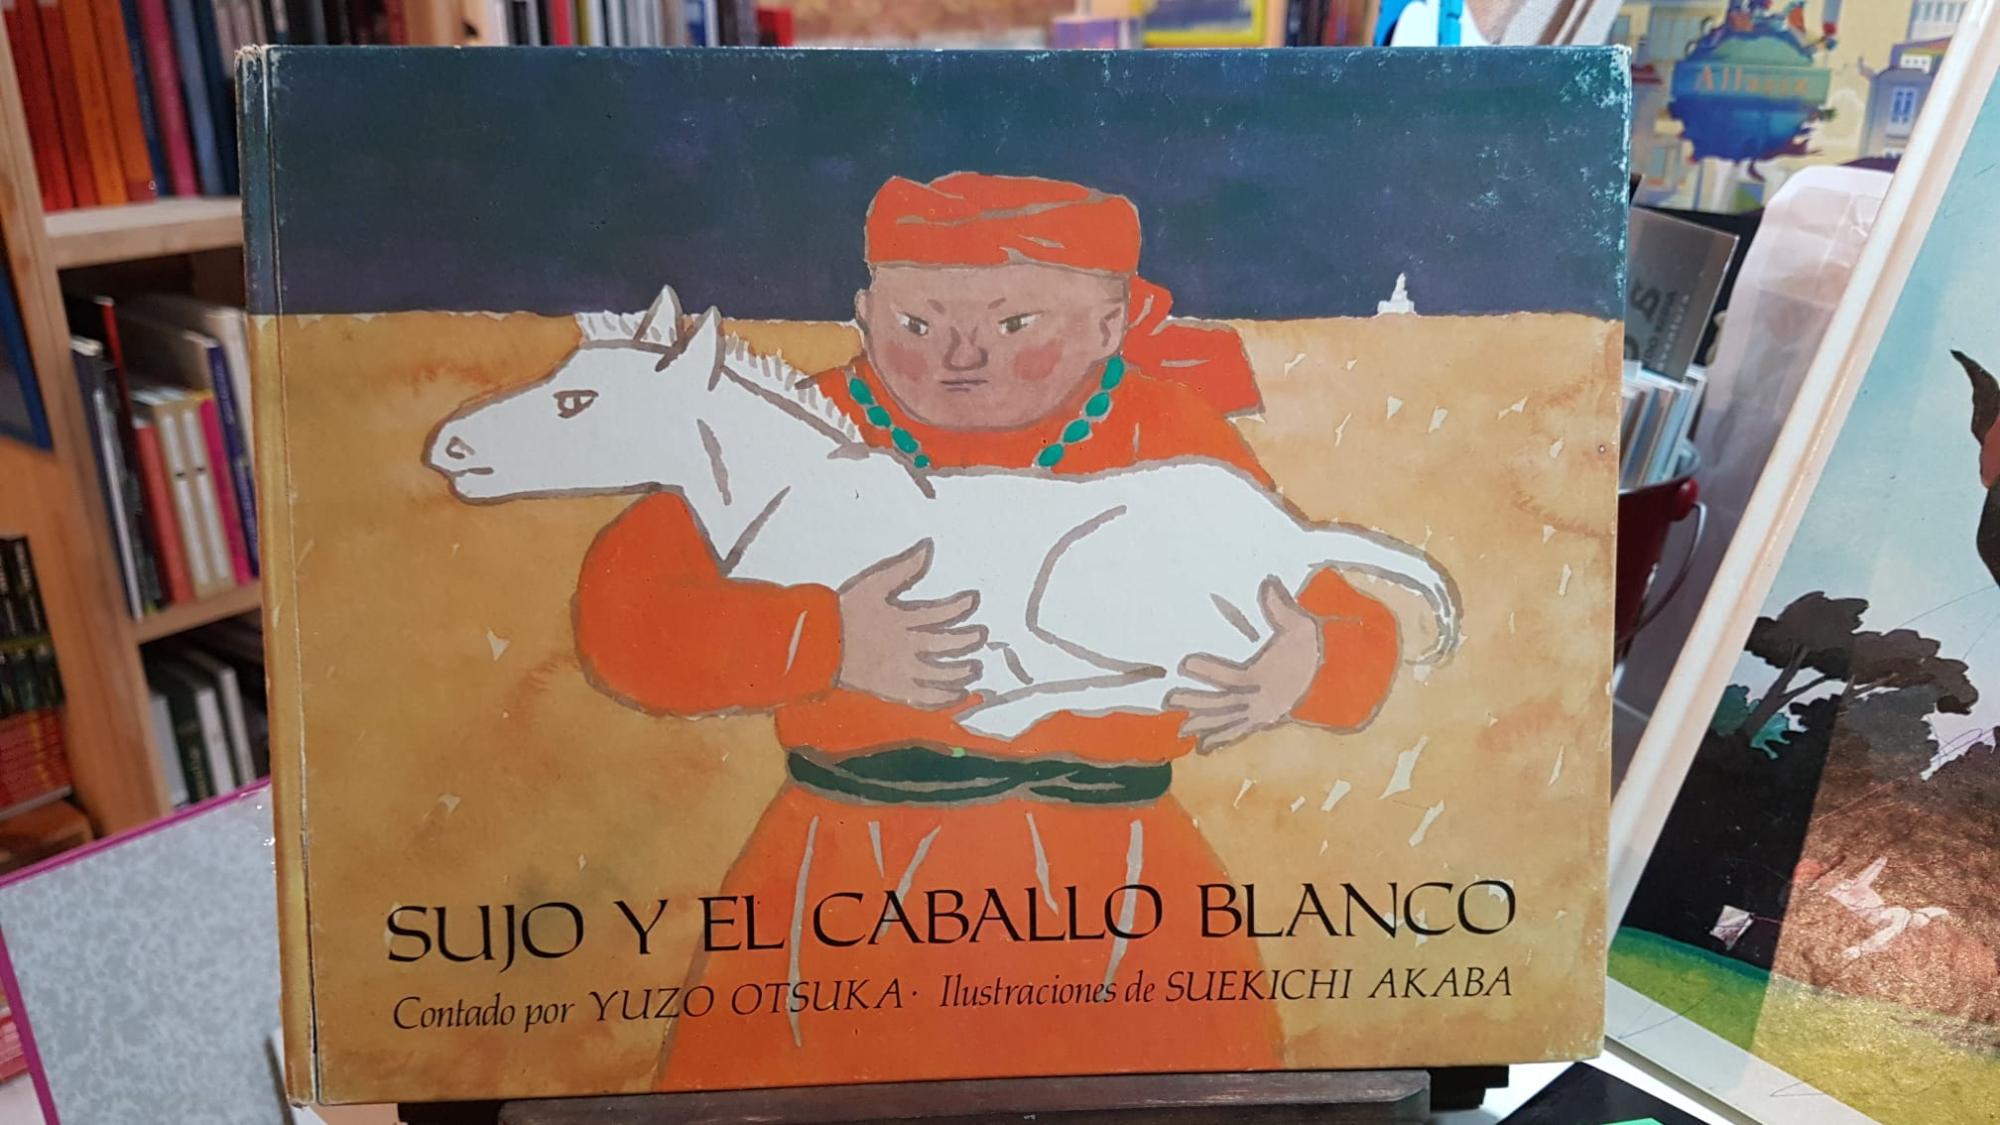 SUJO Y EL CABALLO BLANCO
Contado por YUZO OTSUKA · Ilustraciones de SUEKICHI AKABA